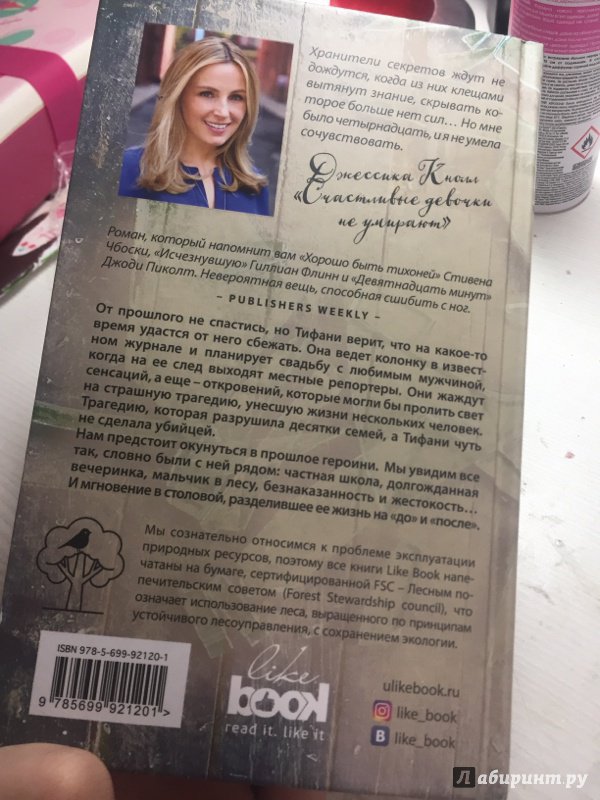 Хранители секретов ждут не
дождутся, когда из них клещами
вытянут знание, скрывать ко-
торое больше нет сил... Но мне
было четырнадцать, и я не умела
сочувствовать.
Джессика Кнолл
«Счастливые девочки
не умирают»
Роман, который напомнит вам «Хорошо быть тихоней» Стивена
Чбоски, «Исчезнувшую» Гиллиан Флинн и «Девятнадцать минут»
Джоди Пиколт. Невероятная вещь, способная сшибить с ног.
– PUBLISHERS WEEKLY –
От прошлого не спастись, но Тифани верит, что на какое-то
время удастся от него сбежать. Она ведет колонку в извест-
ном журнале и планирует свадьбу с любимым мужчиной,
когда на ее след выходят местные репортеры. Они жаждут
сенсаций, а еще – откровений, которые могли бы пролить свет
на страшную трагедию, унесшую жизни нескольких человек.
Трагедию, которая разрушила десятки семей, а Тифани чуть
не сделала убийцей.
Нам предстоит окунуться в прошлое героини. Мы увидим все
так, словно были с ней рядом: частная школа, долгожданная
вечеринка, мальчик в лесу, безнаказанность и жестокость...
И мгновение в столовой, разделившее ее жизнь на «до» и «после».
Мы сознательно относимся к проблеме эксплуатации
природных ресурсов, поэтому все книги Like Book напе-
чатаны на бумаге, сертифицированной FSC – Лесным по-
печительским советом (Forest Stewardship council), что
означает использование леса, выращенного по принципам
устойчивого лесоуправления, с сохранением экологии.
ISBN 978-5-699-92120-1
9 785699 921201 >
like
book
read it. like it
ulikebook.ru
like_book
like_book
Лабиринт.ру